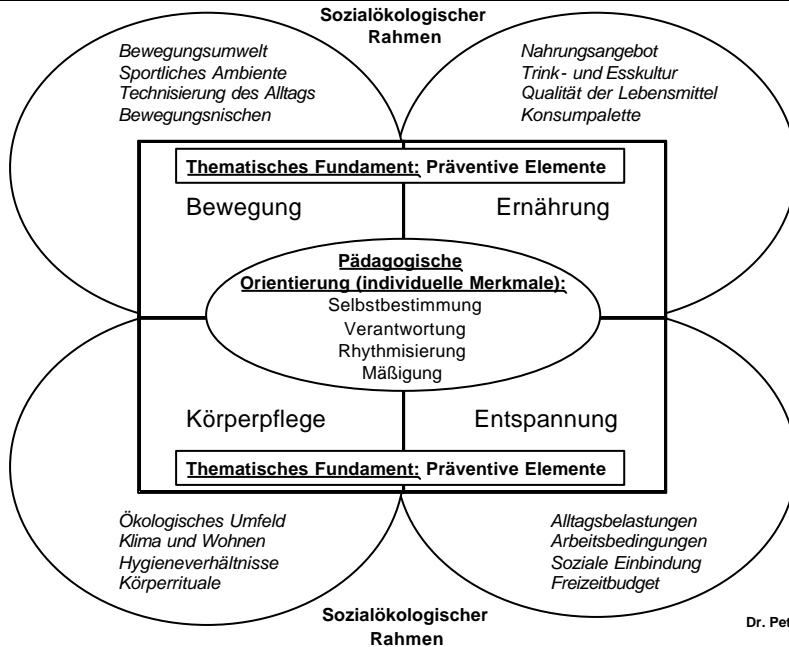 Sozialökologischer
Rahmen
Bewegungsumwelt
Sportliches Ambiente
Technisierung des Alltags
Bewegungsnischen
Nahrungsangebot
Trink- und Esskultur
Qualität der Lebensmittel
Konsumpalette
Thematisches Fundament: Präventive Elemente
Bewegung
Ernährung
Pädagogische
Orientierung (individuelle Merkmale):
Selbstbestimmung
Verantwortung
Rhythmisierung
Mäßigung
Körperpflege
Entspannung
Thematisches Fundament: Präventive Elemente
Ökologisches Umfeld
Klima und Wohnen
Hygieneverhältnisse
Körperrituale
Alltagsbelastungen
Arbeitsbedingungen
Soziale Einbindung
Freizeitbudget
Sozialökologischer
Rahmen
Dr. Pet